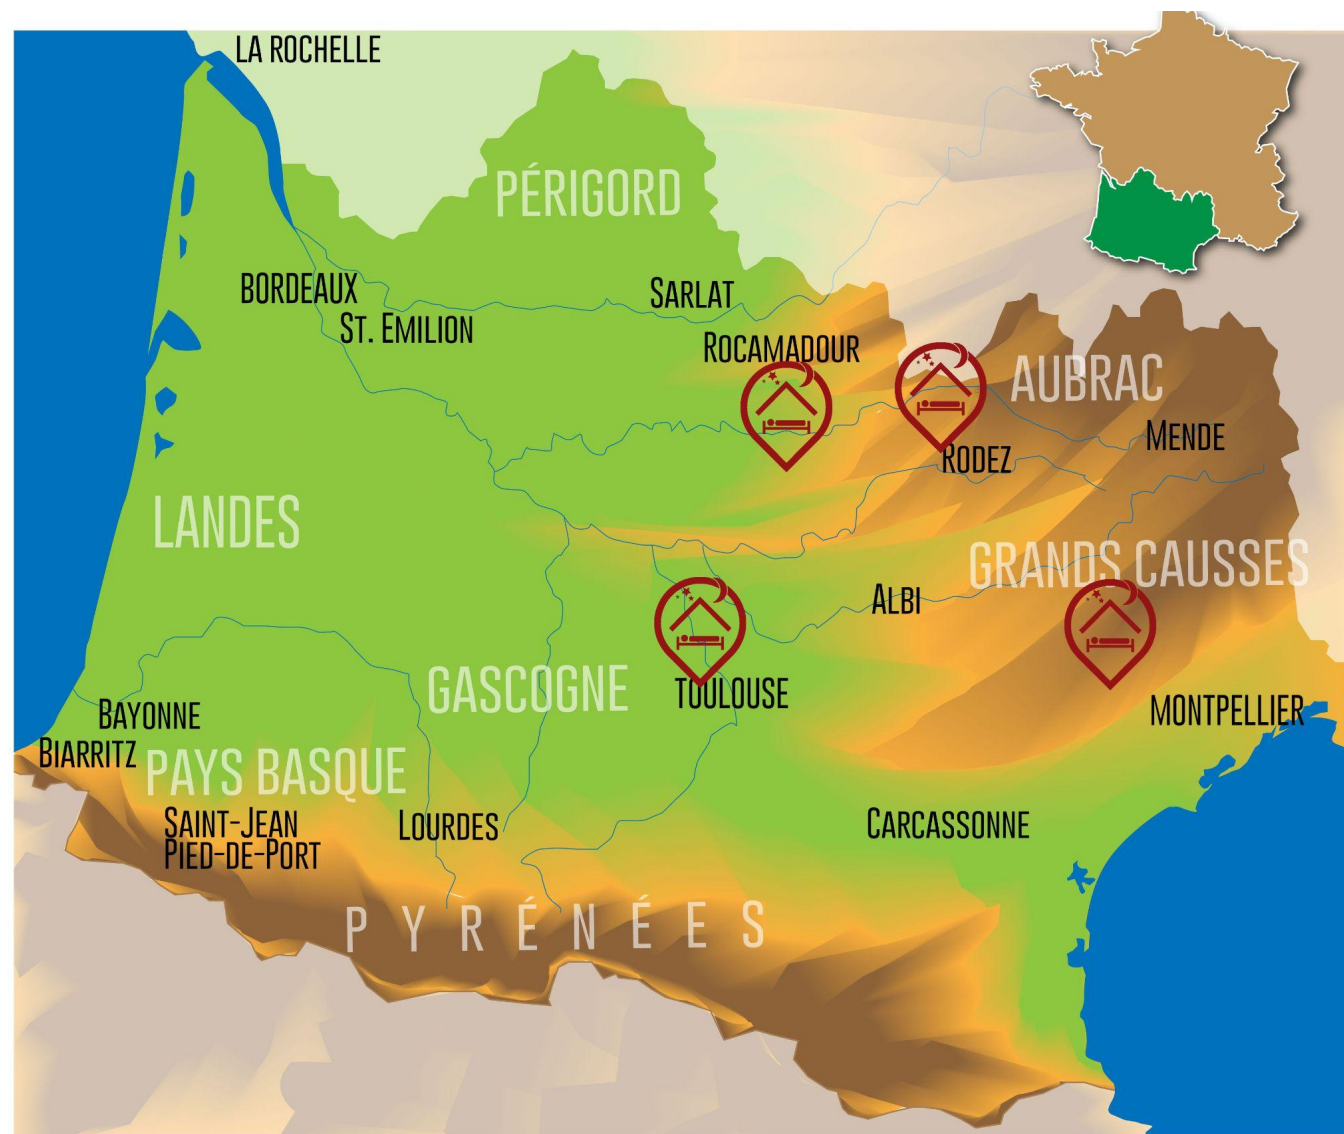 LA ROCHELLE
PÉRIGORD
BORDEAUX
SARLAT
ST. EMILION
ROCAMADOUR
AUBRAC
MENDE
RODEZ
LANDES
GRANDS CAUSSES
ALBI
GASCOGNE
TOULOUSE
BAYONNE
MONTPELLIER
BIARRITZ
PAYS BASQUE
SAINT-JEAN
PIED-DE-PORT
LOURDES
CARCASSONNE
PYRÉNÉES